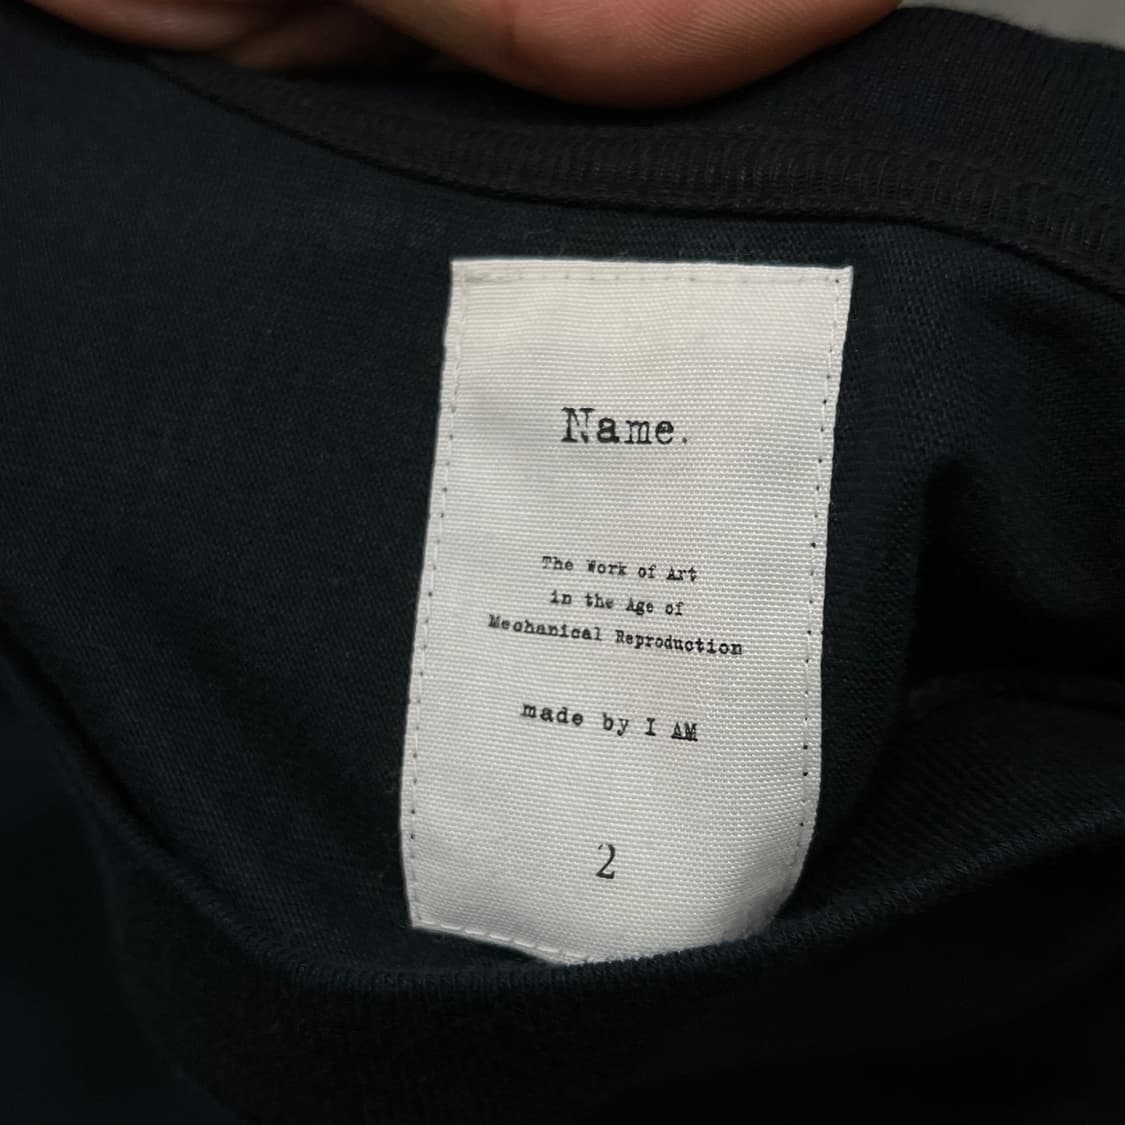 Name.
The Work of Art
in the Age of
Mechanical Reproduction
made by I AM
2